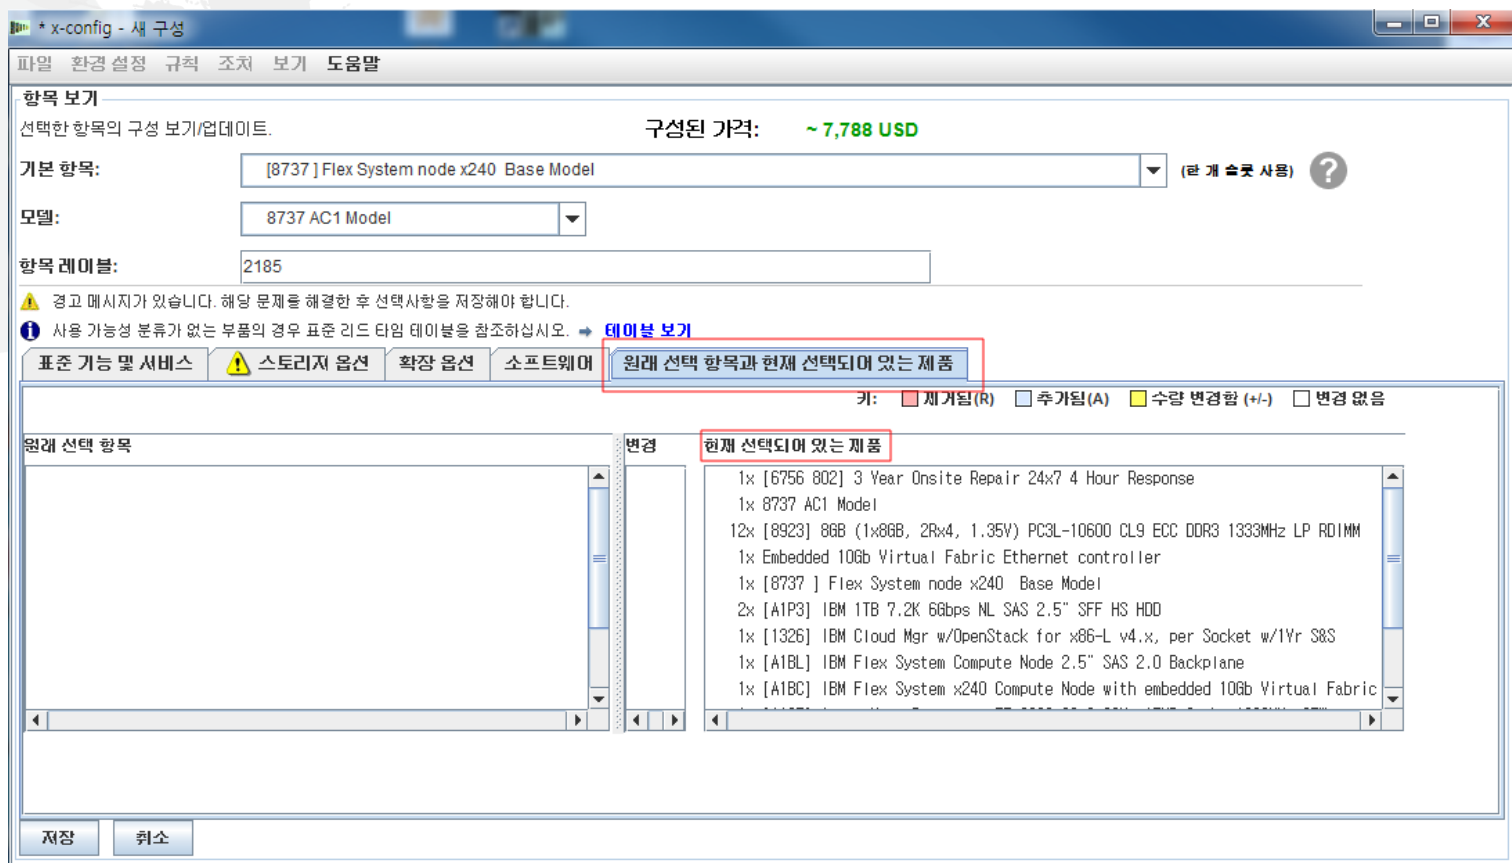 * x-config - 새 구성
파일 환경 설정 규칙 조치 보기 도움말
항목 보기
선택한 항목의 구성 보기/업데이트. 구성된 가격: ~ 7,788 USD
기본 항목: [8737 ] Flex System node x240 Base Model (한 개 슬롯 사용) ?
모델: 8737 AC1 Model
항목 레이블: 2185
경고 메시지가 있습니다. 해당 문제를 해결한 후 선택사항을 저장해야 합니다.
사용 가능성 분류가 없는 부품의 경우 표준 리드 타임 테이블을 참조하십시오. ➡ 테이블 보기
표준 기능 및 서비스 스토리지 옵션 확장 옵션 소프트웨어 원래 선택 항목과 현재 선택되어 있는 제품
키: 제거됨(R) 추가됨(A) 수량 변경함 (+/-) 변경 없음
원래 선택 항목 변경 현재 선택되어 있는 제품
1x [6756 802] 3 Year Onsite Repair 24x7 4 Hour Response
1x 8737 AC1 Model
12x [8923] 8GB (1x8GB, 2Rx4, 1.35V) PC3L-10600 CL9 ECC DDR3 1333MHz LP RDIMM
1x Embedded 10Gb Virtual Fabric Ethernet controller
1x [8737 ] Flex System node x240 Base Model
2x [A1P3] IBM 1TB 7.2K 6Gbps NL SAS 2.5" SFF HS HDD
1x [1326] IBM Cloud Mgr w/OpenStack for x86-L v4.x, per Socket w/1Yr S&S
1x [A1BL] IBM Flex System Compute Node 2.5" SAS 2.0 Backplane
1x [A1BC] IBM Flex System x240 Compute Node with embedded 10Gb Virtual Fabric
저장 취소